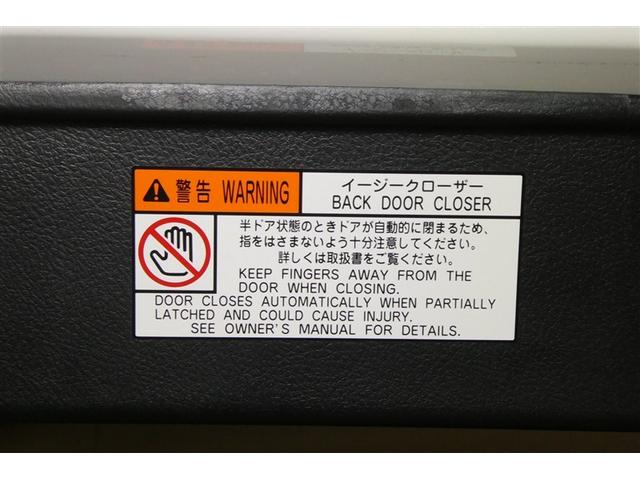 警告 WARNING
イージークローザー
BACK DOOR CLOSER
半ドア状態のときドアが自動的に閉まるため、
指をはさまないよう十分注意してください。
詳しくは取扱書をご覧ください。
KEEP FINGERS AWAY FROM THE
DOOR WHEN CLOSING.
DOOR CLOSES AUTOMATICALLY WHEN PARTIALLY
LATCHED AND COULD CAUSE INJURY.
SEE OWNER'S MANUAL FOR DETAILS.